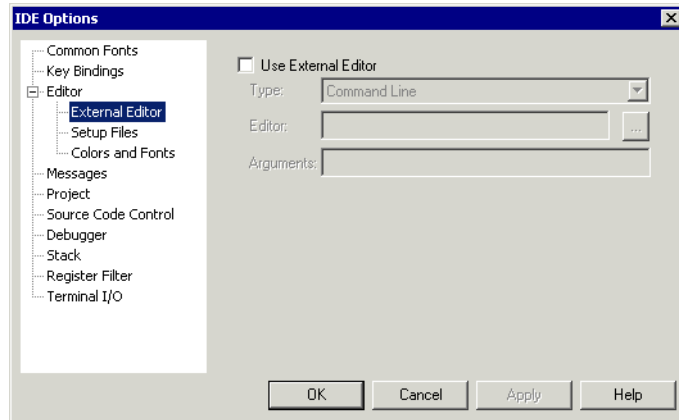 IDE Options
Common Fonts
Key Bindings
Editor
External Editor
Setup Files
Colors and Fonts
Messages
Project
Source Code Control
Debugger
Stack
Register Filter
Terminal I/O
Use External Editor
Type: Command Line
Editor: ...
Arguments:
OK Cancel Apply Help